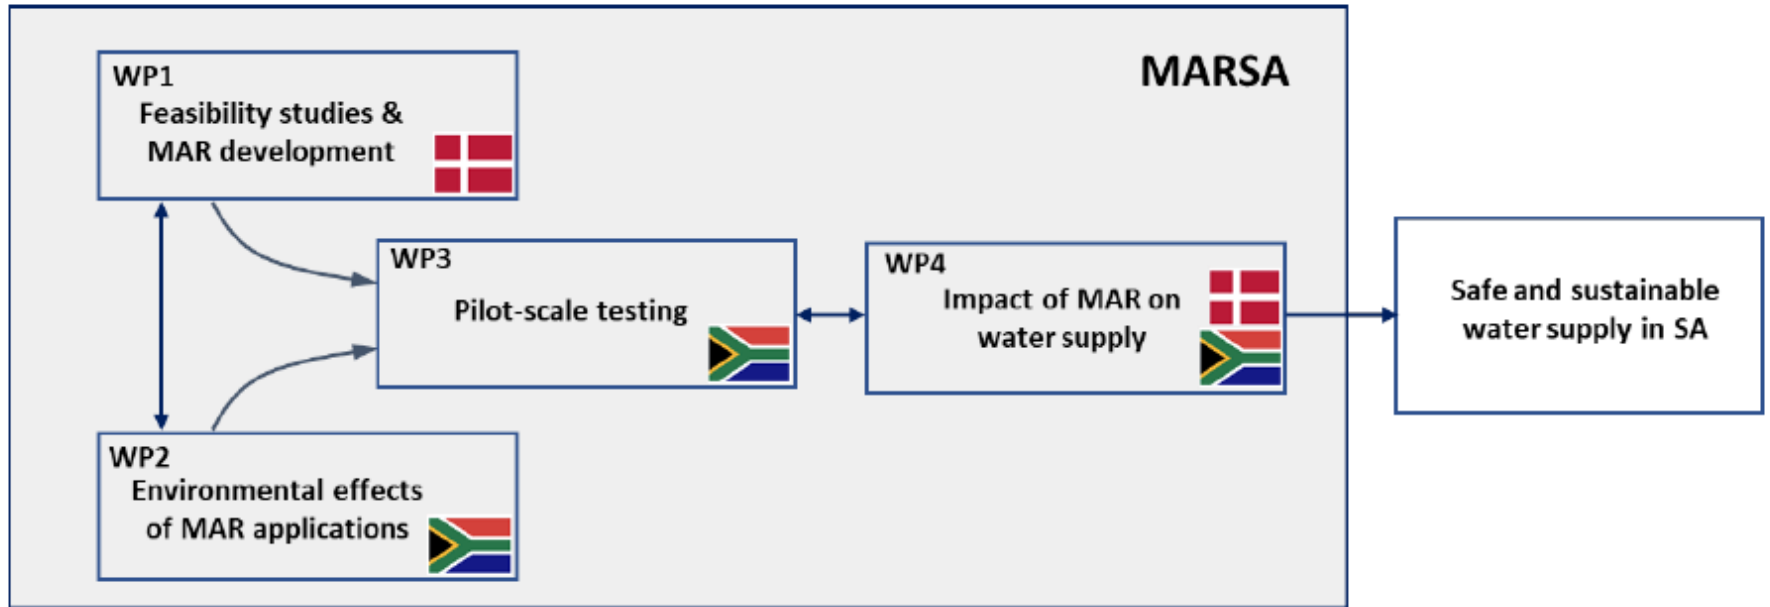 MARSA
WP1
Feasibility studies &
MAR development
WP2
Environmental effects
of MAR applications
WP3
Pilot-scale testing
WP4
Impact of MAR on
water supply
Safe and sustainable
water supply in SA